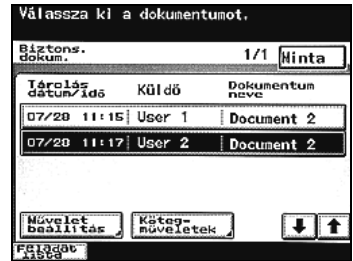 Válassza ki a dokumentumot.
Biztons.
dokum.
1/1
Minta
Tárolás
dátum/idő
Küldő
Dokumentum
neve
07/28 11:15 User 1 Document 2
07/28 11:17 User 2 Document 2
Művelet
beállítás
Káteg-
műveletek
Feladat
lista